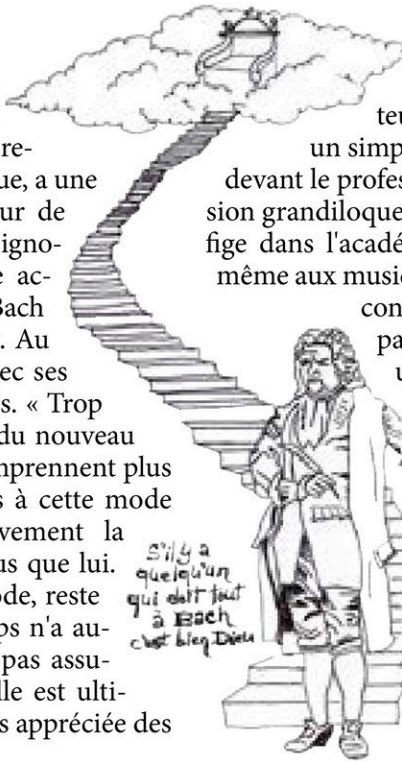 re-
ue, a une
ur de
igno-
e ac-
Bach
. Au
ec ses
s. « Trop
du nouveau
mprennent plus
s à cette mode
vement la
us que lui.
ode, reste
ps n'a au-
pas assu-
lle est ulti-
s appréciée des
teu
un simp
devant le profes
sion grandiloque
fige dans l'acadé
même aux music
con
pa
u
S'il y a
quelqu'un
qui doit tout
à Bach
c'est bien Dieu